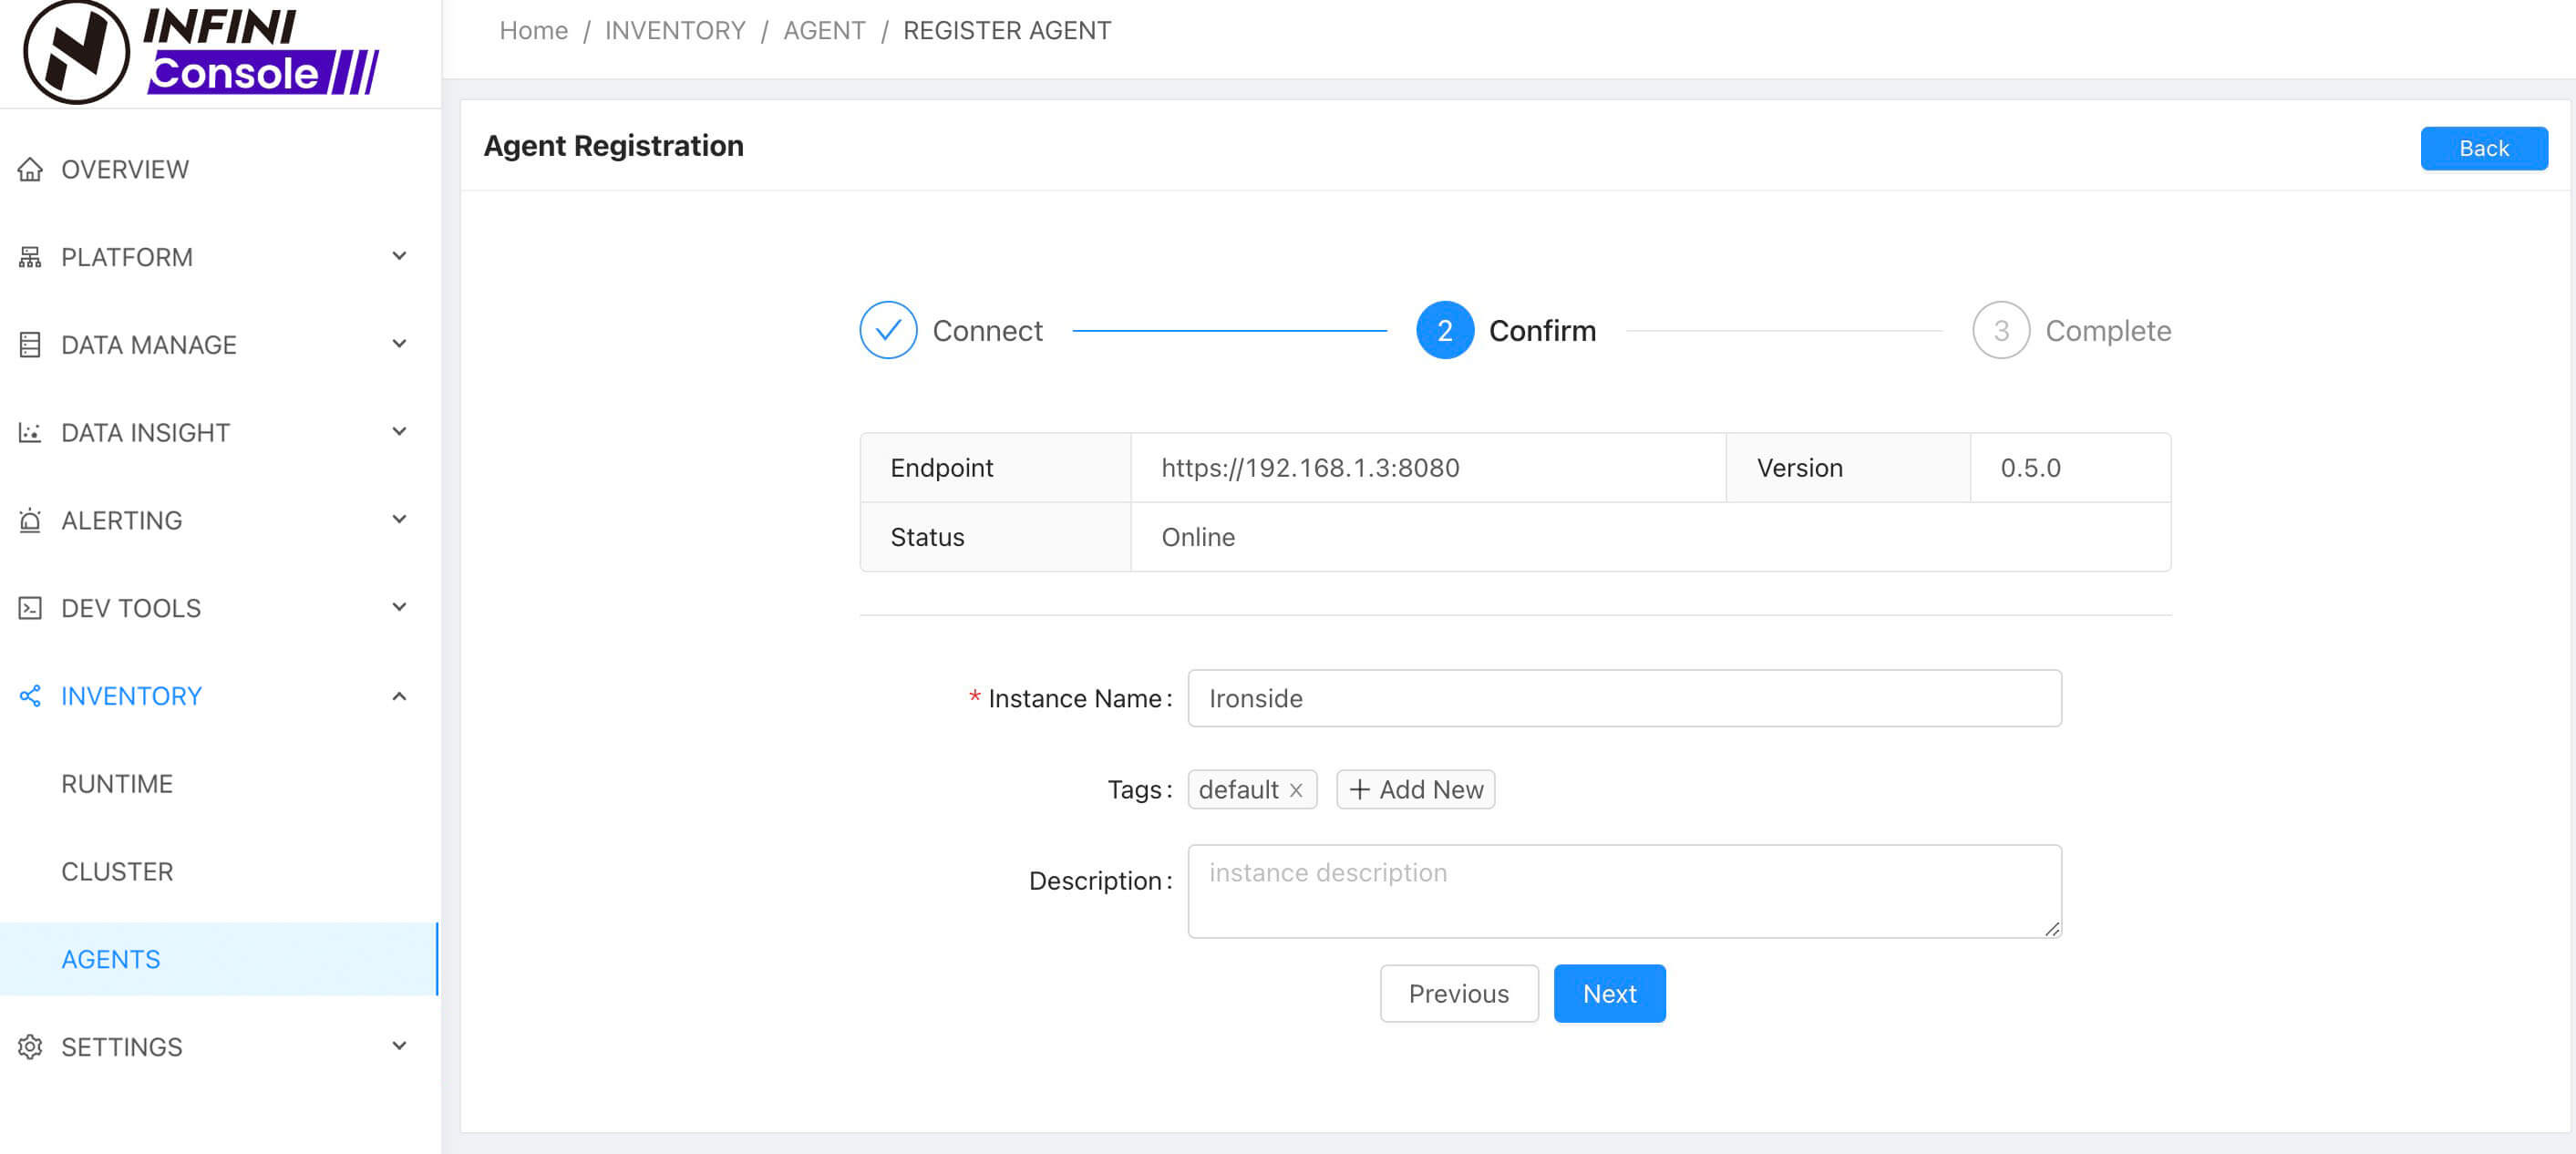 INFINI
Console
Home / INVENTORY / AGENT / REGISTER AGENT
OVERVIEW
PLATFORM
DATA MANAGE
DATA INSIGHT
ALERTING
DEV TOOLS
INVENTORY
RUNTIME
CLUSTER
AGENTS
SETTINGS
Agent Registration
Back
Connect
2 Confirm
3 Complete
Endpoint https://192.168.1.3:8080 Version 0.5.0
Status Online
* Instance Name: Ironside
Tags: default × + Add New
Description: instance description
Previous Next